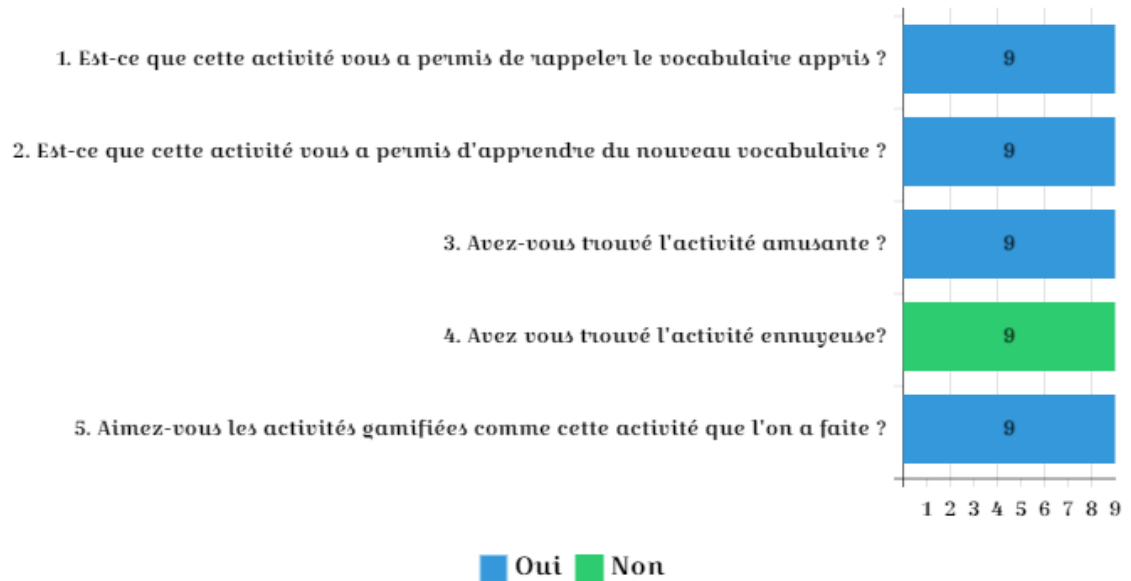 1. Est-ce que cette activité vous a permis de rappeler le vocabulaire appris ?
9
2. Est-ce que cette activité vous a permis d'apprendre du nouveau vocabulaire ?
9
3. Avez-vous trouvé l'activité amusante ?
9
4. Avez vous trouvé l'activité ennuyeuse?
9
5. Aimez-vous les activités gamifiées comme cette activité que l'on a faite ?
9
1 2 3 4 5 6 7 8 9
Oui Non